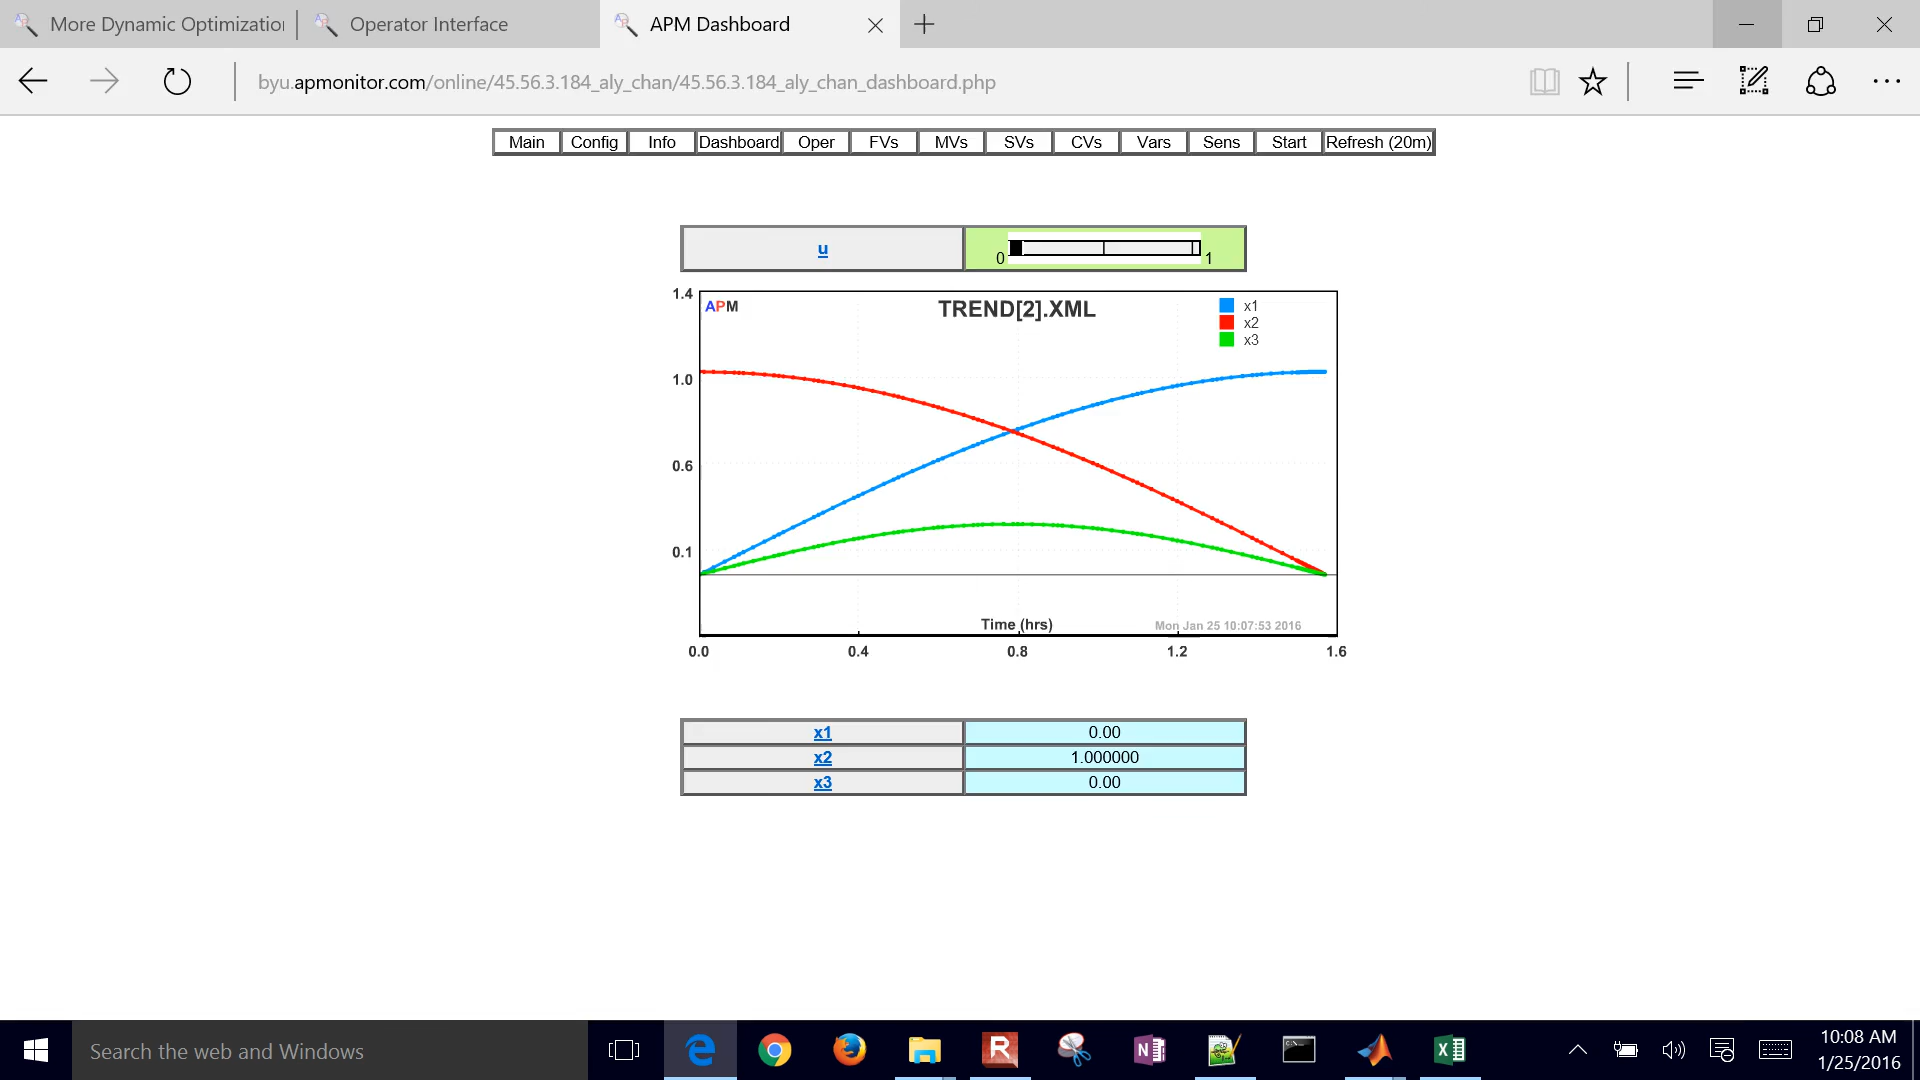 More Dynamic Optimizatio
Operator Interface
APM Dashboard
byu.apmonitor.com/online/45.56.3.184_aly_chan/45.56.3.184_aly_chan_dashboard.php
Main Config Info Dashboard Oper FVs MVs SVs CVs Vars Sens Start Refresh (20m)
u 0 1
APM TREND[2].XML
x1
x2
x3
1.4
1.0
0.6
0.1
Time (hrs) Mon Jan 25 10:07:53 2016
0.0 0.4 0.8 1.2 1.6
x1 0.00
x2 1.000000
x3 0.00
Search the web and Windows
10:08 AM
1/25/2016